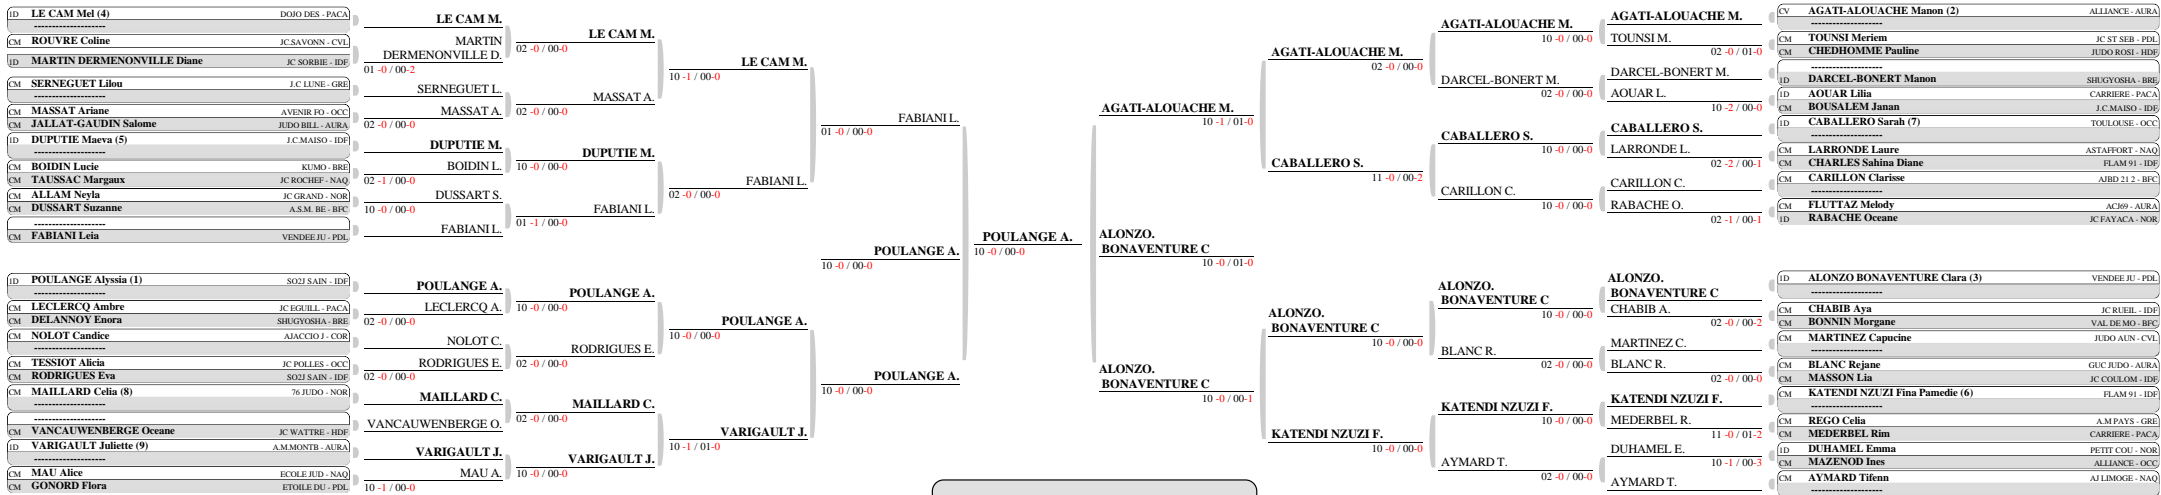 1D LE CAM Mel (4) DOJO DES - PACA
--------------------
CM ROUVRE Coline JC.SAVONN - CVL
1D MARTIN DERMENONVILLE Diane JC SORBIE - IDF
CM SERNEGUET Lilou J.C LUNE - GRE
--------------------
CM MASSAT Ariane AVENIR FO - OCC
CM JALLAT-GAUDIN Salome JUDO BILL - AURA
1D DUPUTIE Maeva (5) J.C.MAISO - IDF
--------------------
CM BOIDIN Lucie KUMO - BRE
CM TAUSSAC Margaux JC ROCHEF - NAQ
CM ALLAM Neyla JC GRAND - NOR
CM DUSSART Suzanne A.S.M. BE - BFC
--------------------
CM FABIANI Leia VENDEE JU - PDL
1D POULANGE Alyssia (1) SO2J SAIN - IDF
--------------------
CM LECLERCQ Ambre JC EGUILL - PACA
CM DELANNOY Enora SHUGYOSHA - BRE
CM NOLOT Candice AJACCIO J - COR
--------------------
CM TESSIOT Alicia JC POLLES - OCC
CM RODRIGUES Eva SO2J SAIN - IDF
CM MAILLARD Celia (8) 76 JUDO - NOR
--------------------
--------------------
CM VANCAUWENBERGE Oceane JC WATTRE - HDF
1D VARIGAULT Juliette (9) A.M.MONTB - AURA
--------------------
CM MAU Alice ECOLE JUD - NAQ
CM GONORD Flora ETOILE DU - PDL
LE CAM M.
MARTIN
DERMENONVILLE D.
01 -0 / 00-2
SERNEGUET L.
MASSAT A.
02 -0 / 00-0
DUPUTIE M.
BOIDIN L.
02 -1 / 00-0
DUSSART S.
10 -0 / 00-0
FABIANI L.
POULANGE A.
LECLERCQ A.
02 -0 / 00-0
NOLOT C.
RODRIGUES E.
02 -0 / 00-0
MAILLARD C.
VANCAUWENBERGE O.
VARIGAULT J.
MAU A.
10 -1 / 00-0
LE CAM M.
02 -0 / 00-0
MASSAT A.
02 -0 / 00-0
DUPUTIE M.
10 -0 / 00-0
FABIANI L.
01 -1 / 00-0
POULANGE A.
10 -0 / 00-0
RODRIGUES E.
02 -0 / 00-0
MAILLARD C.
02 -0 / 00-0
VARIGAULT J.
10 -0 / 00-0
LE CAM M.
10 -1 / 00-0
FABIANI L.
02 -0 / 00-0
POULANGE A.
10 -0 / 00-0
VARIGAULT J.
10 -1 / 01-0
FABIANI L.
01 -0 / 00-0
POULANGE A.
10 -0 / 00-0
POULANGE A.
10 -0 / 00-0
POULANGE A.
10 -0 / 00-0
AGATI-ALOUACHE M.
10 -1 / 01-0
ALONZO.
BONAVENTURE C
10 -0 / 01-0
ALONZO.
BONAVENTURE C
10 -0 / 00-1
AGATI-ALOUACHE M.
02 -0 / 00-0
CABALLERO S.
11 -0 / 00-2
ALONZO.
BONAVENTURE C
10 -0 / 00-0
KATENDI NZUZI F.
10 -0 / 00-0
AGATI-ALOUACHE M.
10 -0 / 00-0
DARCEL-BONERT M.
02 -0 / 00-0
CABALLERO S.
10 -0 / 00-0
CARILLON C.
10 -0 / 00-0
ALONZO.
BONAVENTURE C
10 -0 / 00-0
BLANC R.
02 -0 / 00-0
KATENDI NZUZI F.
10 -0 / 00-0
AYMARD T.
02 -0 / 00-0
AGATI-ALOUACHE M.
TOUNSI M.
02 -0 / 01-0
DARCEL-BONERT M.
AOUAR L.
10 -2 / 00-0
CABALLERO S.
LARRONDE L.
02 -2 / 00-1
CARILLON C.
RABACHE O.
02 -1 / 00-1
ALONZO.
BONAVENTURE C
CHABIB A.
02 -0 / 00-2
MARTINEZ C.
BLANC R.
02 -0 / 00-0
KATENDI NZUZI F.
MEDERBEL R.
11 -0 / 01-2
DUHAMEL E.
10 -1 / 00-3
AYMARD T.
CV AGATI-ALOUACHE Manon (2) ALLIANCE - AURA
--------------------
CM TOUNSI Meriem JC ST SEB - PDL
CM CHEDHOMME Pauline JUDO ROSI - HDF
--------------------
1D DARCEL-BONERT Manon SHUGYOSHA - BRE
1D AOUAR Lilia CARRIERE - PACA
CM BOUSALEM Janan J.C.MAISO - IDF
1D CABALLERO Sarah (7) TOULOUSE - OCC
--------------------
CM LARRONDE Laure ASTAFFORT - NAQ
CM CHARLES Sahina Diane FLAM 91 - IDF
CM CARILLON Clarisse AJBD 21 2 - BFC
--------------------
CM FLUTTAZ Melody ACJ69 - AURA
1D RABACHE Oceane JC FAYACA - NOR
1D ALONZO BONAVENTURE Clara (3) VENDEE JU - PDL
--------------------
CM CHABIB Aya JC RUEIL - IDF
CM BONNIN Morgane VAL DE MO - BFC
CM MARTINEZ Capucine JUDO AUN - CVL
--------------------
CM BLANC Rejane GUC JUDO - AURA
CM MASSON Lia JC COULOM - IDF
CM KATENDI NZUZI Fina Pamedie (6) FLAM 91 - IDF
--------------------
CM REGO Celia A.M PAYS - GRE
CM MEDERBEL Rim CARRIERE - PACA
1D DUHAMEL Emma PETIT COU - NOR
CM MAZENOD Ines ALLIANCE - OCC
CM AYMARD Tifenn AJ LIMOGE - NAQ
--------------------